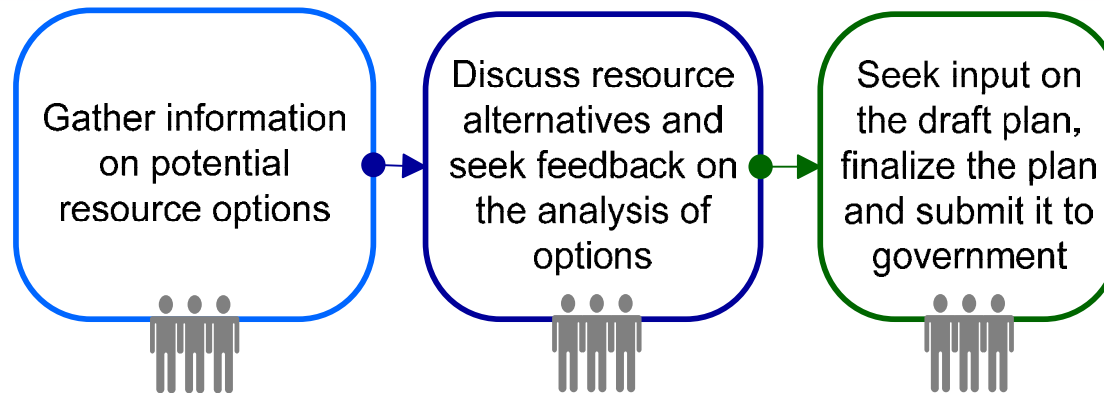 Gather information
on potential
resource options
Discuss resource
alternatives and
seek feedback on
the analysis of
options
Seek input on
the draft plan,
finalize the plan
and submit it to
government